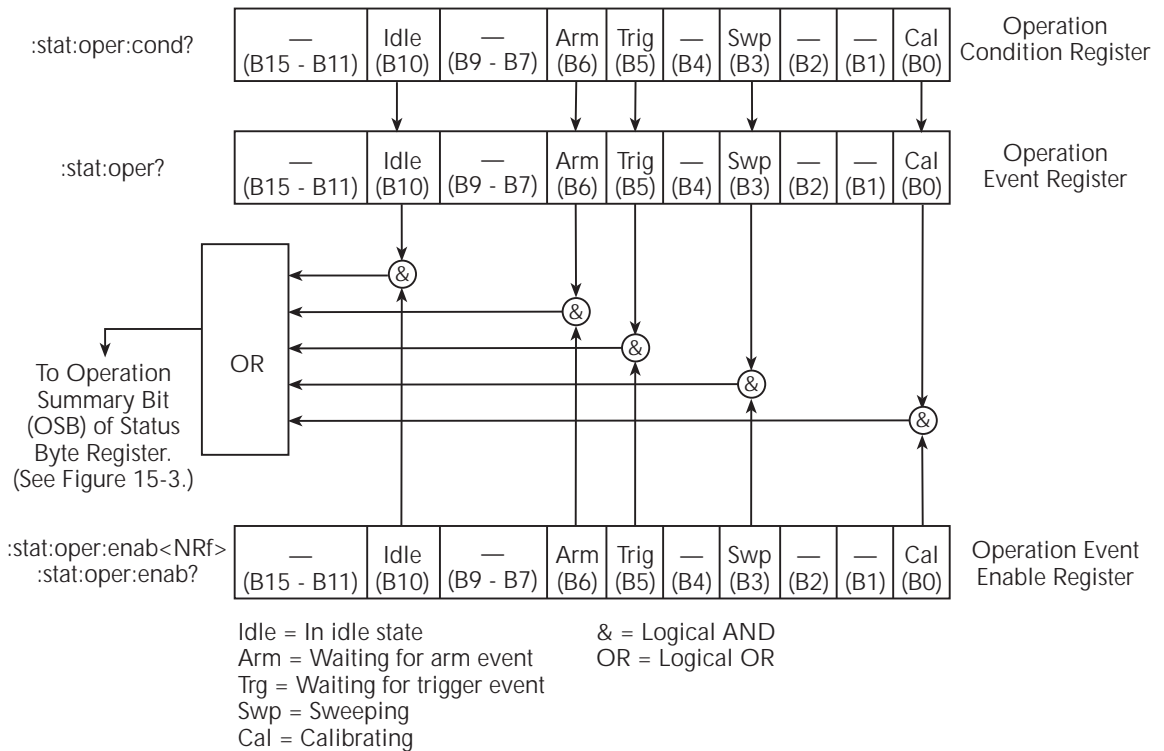 :stat:oper:cond?
— Idle — Arm Trig — Swp — — Cal
(B15 - B11) (B10) (B9 - B7) (B6) (B5) (B4) (B3) (B2) (B1) (B0)
Operation
Condition Register
:stat:oper?
— Idle — Arm Trig — Swp — — Cal
(B15 - B11) (B10) (B9 - B7) (B6) (B5) (B4) (B3) (B2) (B1) (B0)
Operation
Event Register
&
&
&
&
&
OR
To Operation
Summary Bit
(OSB) of Status
Byte Register.
(See Figure 15-3.)
:stat:oper:enab<NRf>
:stat:oper:enab?
— Idle — Arm Trig — Swp — — Cal
(B15 - B11) (B10) (B9 - B7) (B6) (B5) (B4) (B3) (B2) (B1) (B0)
Operation Event
Enable Register
Idle = In idle state
Arm = Waiting for arm event
Trg = Waiting for trigger event
Swp = Sweeping
Cal = Calibrating
& = Logical AND
OR = Logical OR